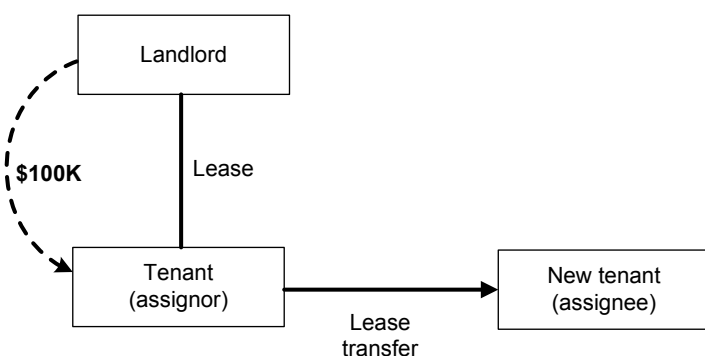 Landlord
$100K
Lease
Tenant
(assignor)
New tenant
(assignee)
Lease
transfer